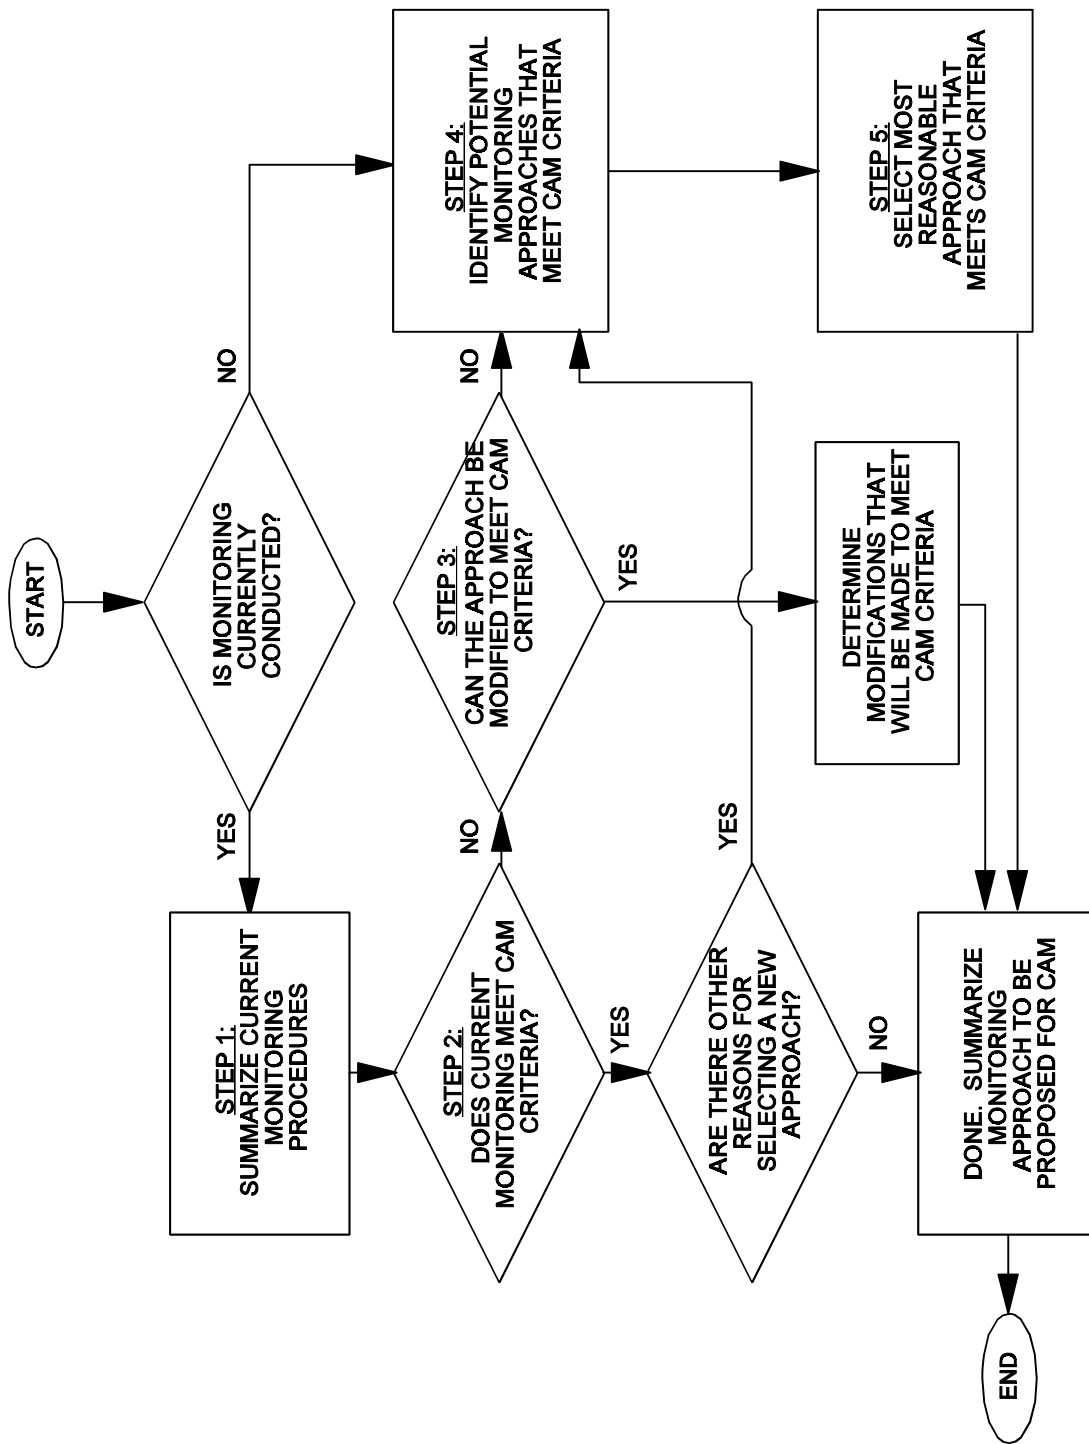 START
IS MONITORING
CURRENTLY
CONDUCTED?
YES
NO
STEP 1:
SUMMARIZE CURRENT
MONITORING
PROCEDURES
STEP 2:
DOES CURRENT
MONITORING MEET CAM
CRITERIA?
NO
YES
STEP 3:
CAN THE APPROACH BE
MODIFIED TO MEET CAM
CRITERIA?
NO
YES
STEP 4:
IDENTIFY POTENTIAL
MONITORING
APPROACHES THAT
MEET CAM CRITERIA
ARE THERE OTHER
REASONS FOR
SELECTING A NEW
APPROACH?
YES
NO
DETERMINE
MODIFICATIONS THAT
WILL BE MADE TO MEET
CAM CRITERIA
STEP 5:
SELECT MOST
REASONABLE
APPROACH THAT
MEETS CAM CRITERIA
DONE.  SUMMARIZE
MONITORING
APPROACH TO BE
PROPOSED FOR CAM
END